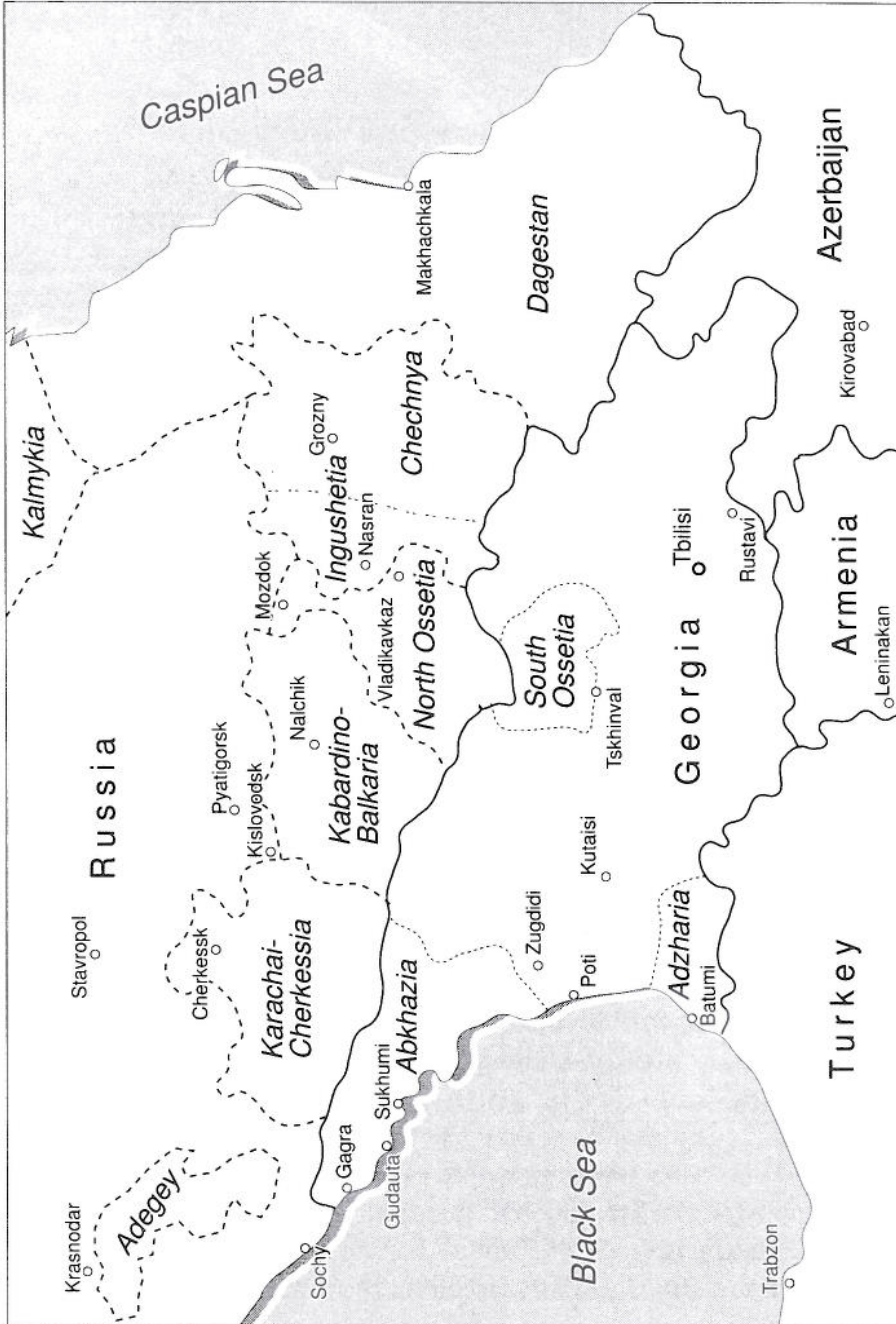 Krasnodar
Adegey
Stavropol
Russia
Kalmykia
Caspian Sea
Cherkessk
Karachai-
Cherkessia
Pyatigorsk
Kislovodsk
Nalchik
Kabardino-
Balkaria
Mozdok
Ingushetia
Nasran
Grozny
Chechnya
Vladikavkaz
North Ossetia
Makhachkala
Dagestan
Sochy
Gagra
Gudauta
Sukhumi
Abkhazia
South
Ossetia
Tskhinval
Zugdidi
Poti
Kutaisi
Georgia
Tbilisi
Rustavi
Black Sea
Adzharia
Batumi
Trabzon
Turkey
Armenia
Leninakan
Azerbaijan
Kirovabad